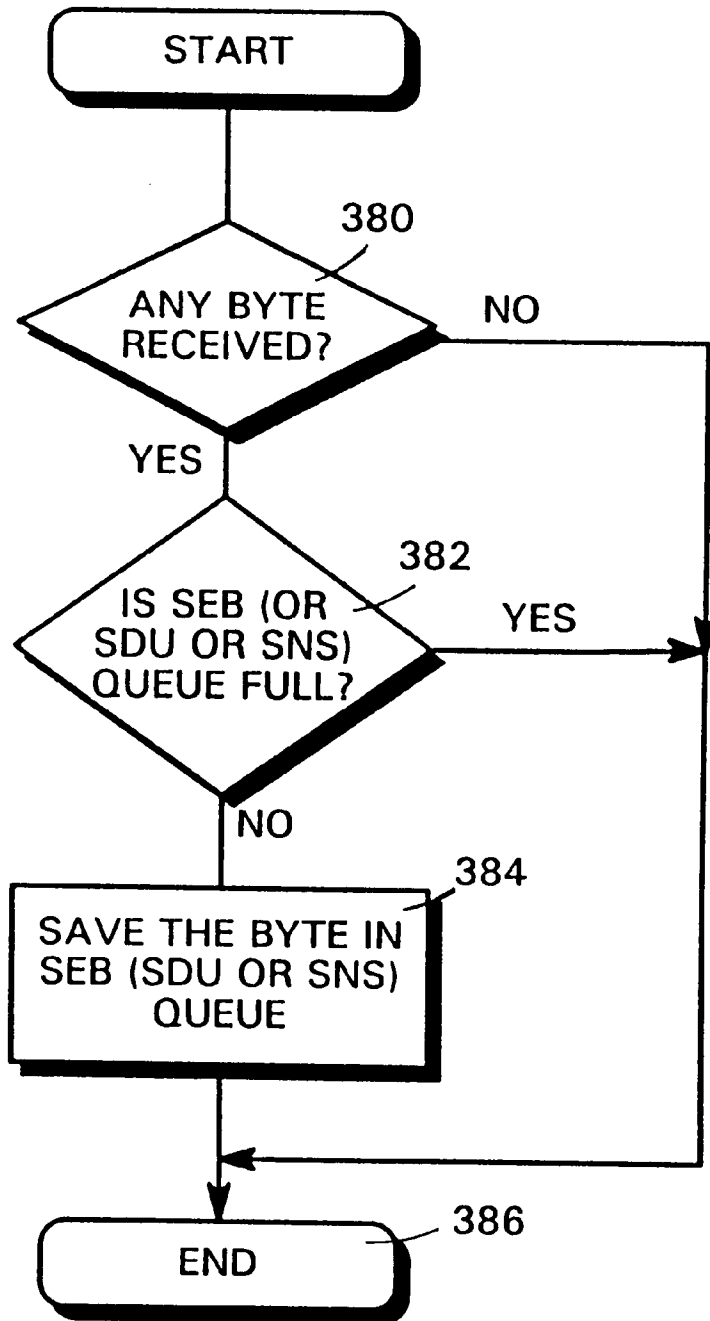 START
380
ANY BYTE
RECEIVED?
NO
YES
382
IS SEB (OR
SDU OR SNS)
QUEUE FULL?
YES
NO
384
SAVE THE BYTE IN
SEB (SDU OR SNS)
QUEUE
386
END